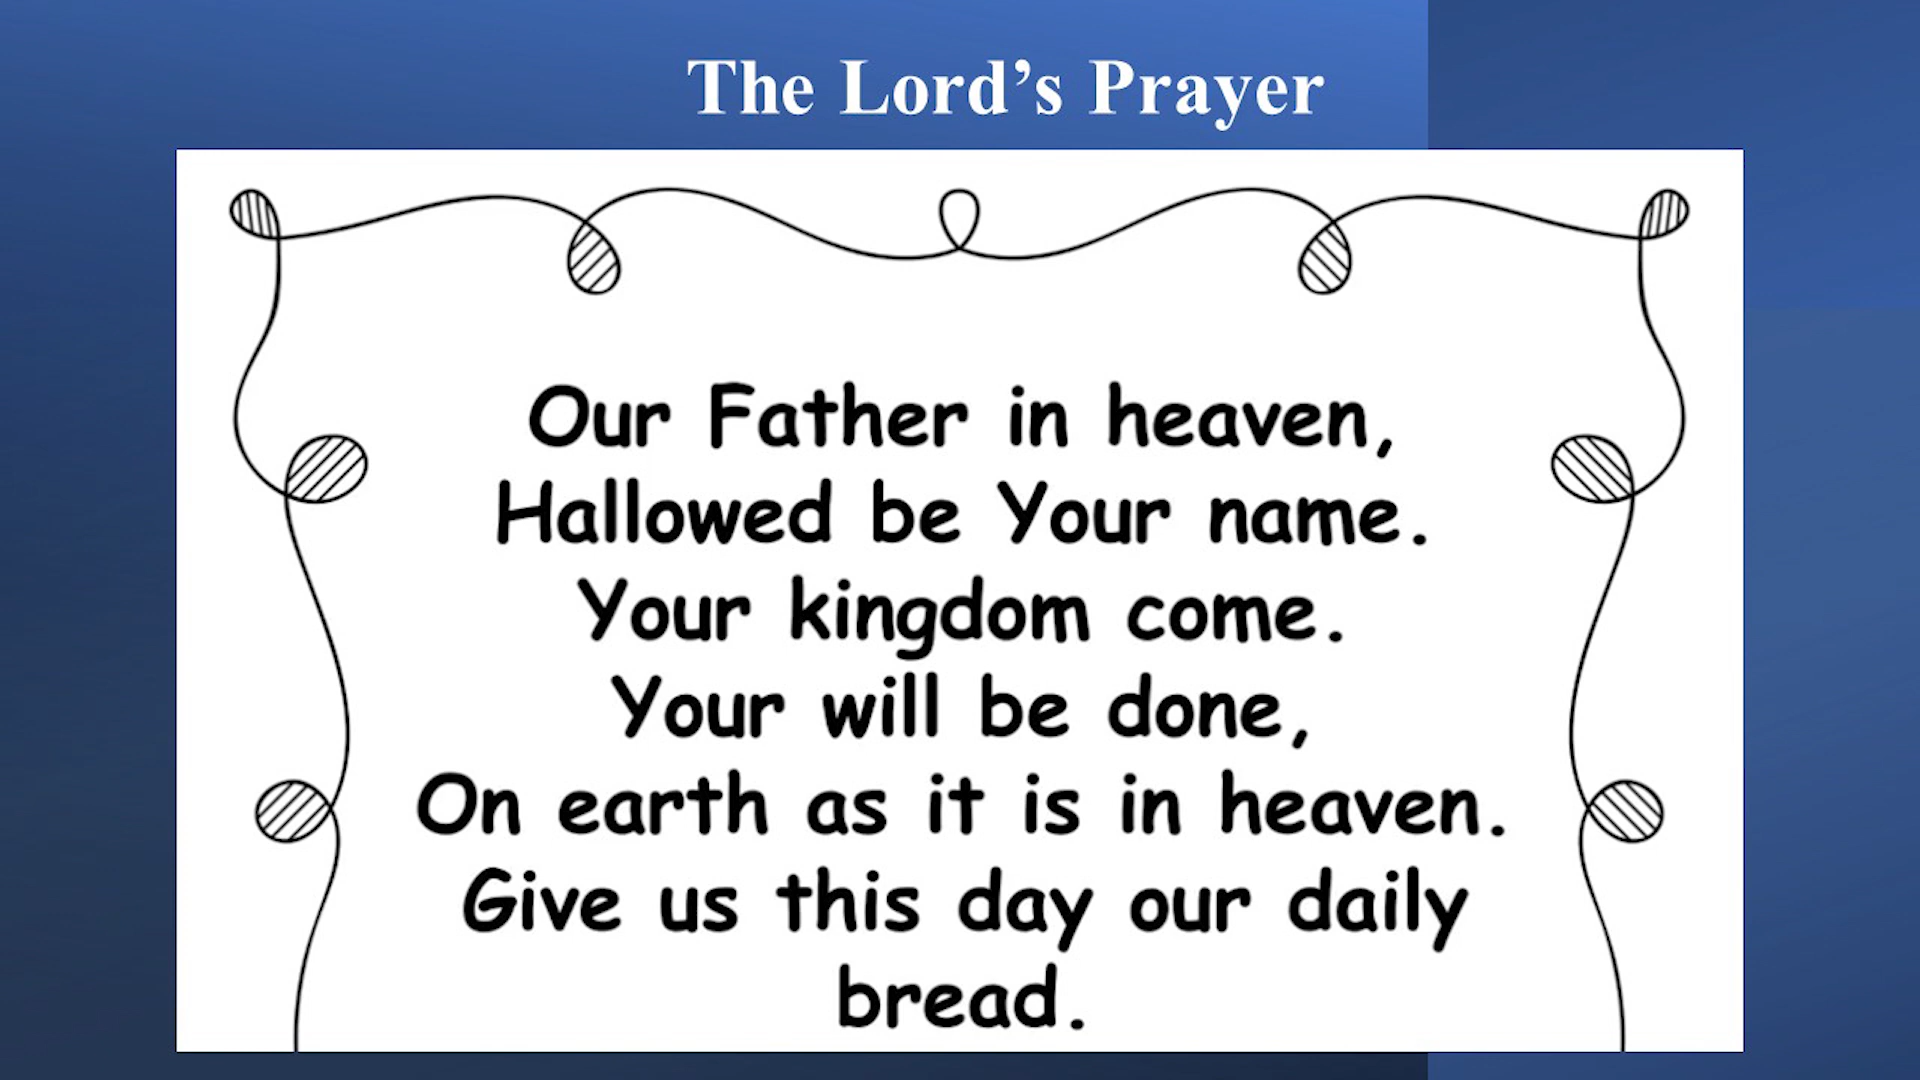 The Lord’s Prayer
Our Father in heaven,
Hallowed be Your name.
Your kingdom come.
Your will be done,
On earth as it is in heaven.
Give us this day our daily
bread.